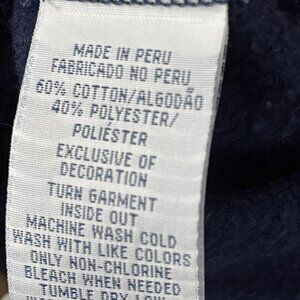 MADE IN PERU
FABRICADO NO PERU
60% COTTON/ALGODÃO
40% POLYESTER/
POLIÉSTER
EXCLUSIVE OF
DECORATION
TURN GARMENT
INSIDE OUT
MACHINE WASH COLD
WASH WITH LIKE COLORS
ONLY NON-CHLORINE
BLEACH WHEN NEEDED
TUMBLE DRY LOW